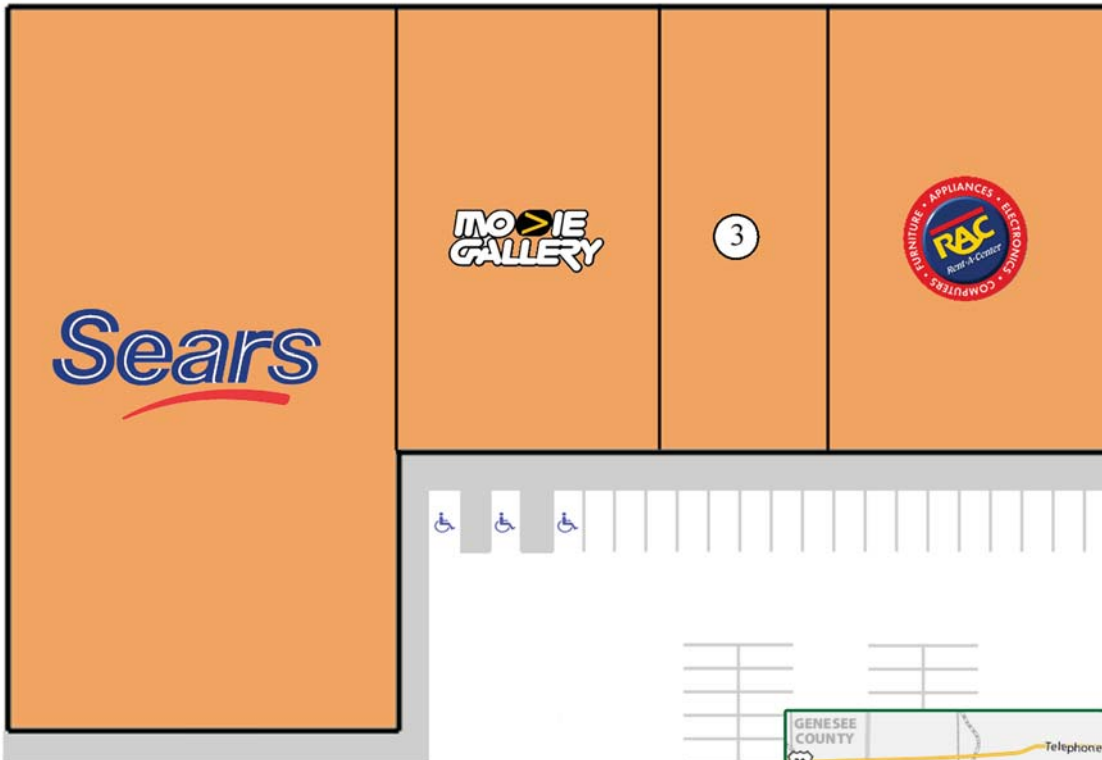 Sears
MOVIE
GALLERY
3
FURNITURE • APPLIANCES • ELECTRONICS • COMPUTERS •
RAC
Rent-A-Center
GENESEE
COUNTY
Telephone